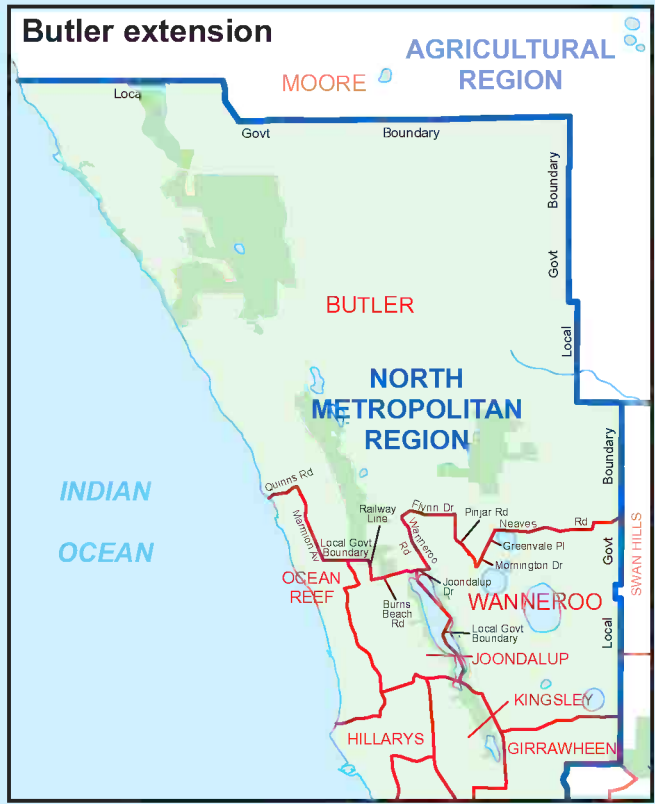 Butler extension
AGRICULTURAL
REGION
MOORE
Loca
Govt
Boundary
Boundary
Govt
Local
BUTLER
NORTH
METROPOLITAN
REGION
Boundary
Govt
Local
SWAN HILLS
INDIAN
OCEAN
Quinns Rd
Marmion Av
Railway
Line
Local Govt
Boundary
Flynn Dr
Wanneroo
Rd
Pinjar Rd
Neaves
Rd
Greenvale Pl
Mornington Dr
OCEAN
REEF
Burns
Beach
Rd
Joondalup
Dr
WANNEROO
Local Govt
Boundary
JOONDALUP
KINGSLEY
HILLARYS
GIRRAWHEEN